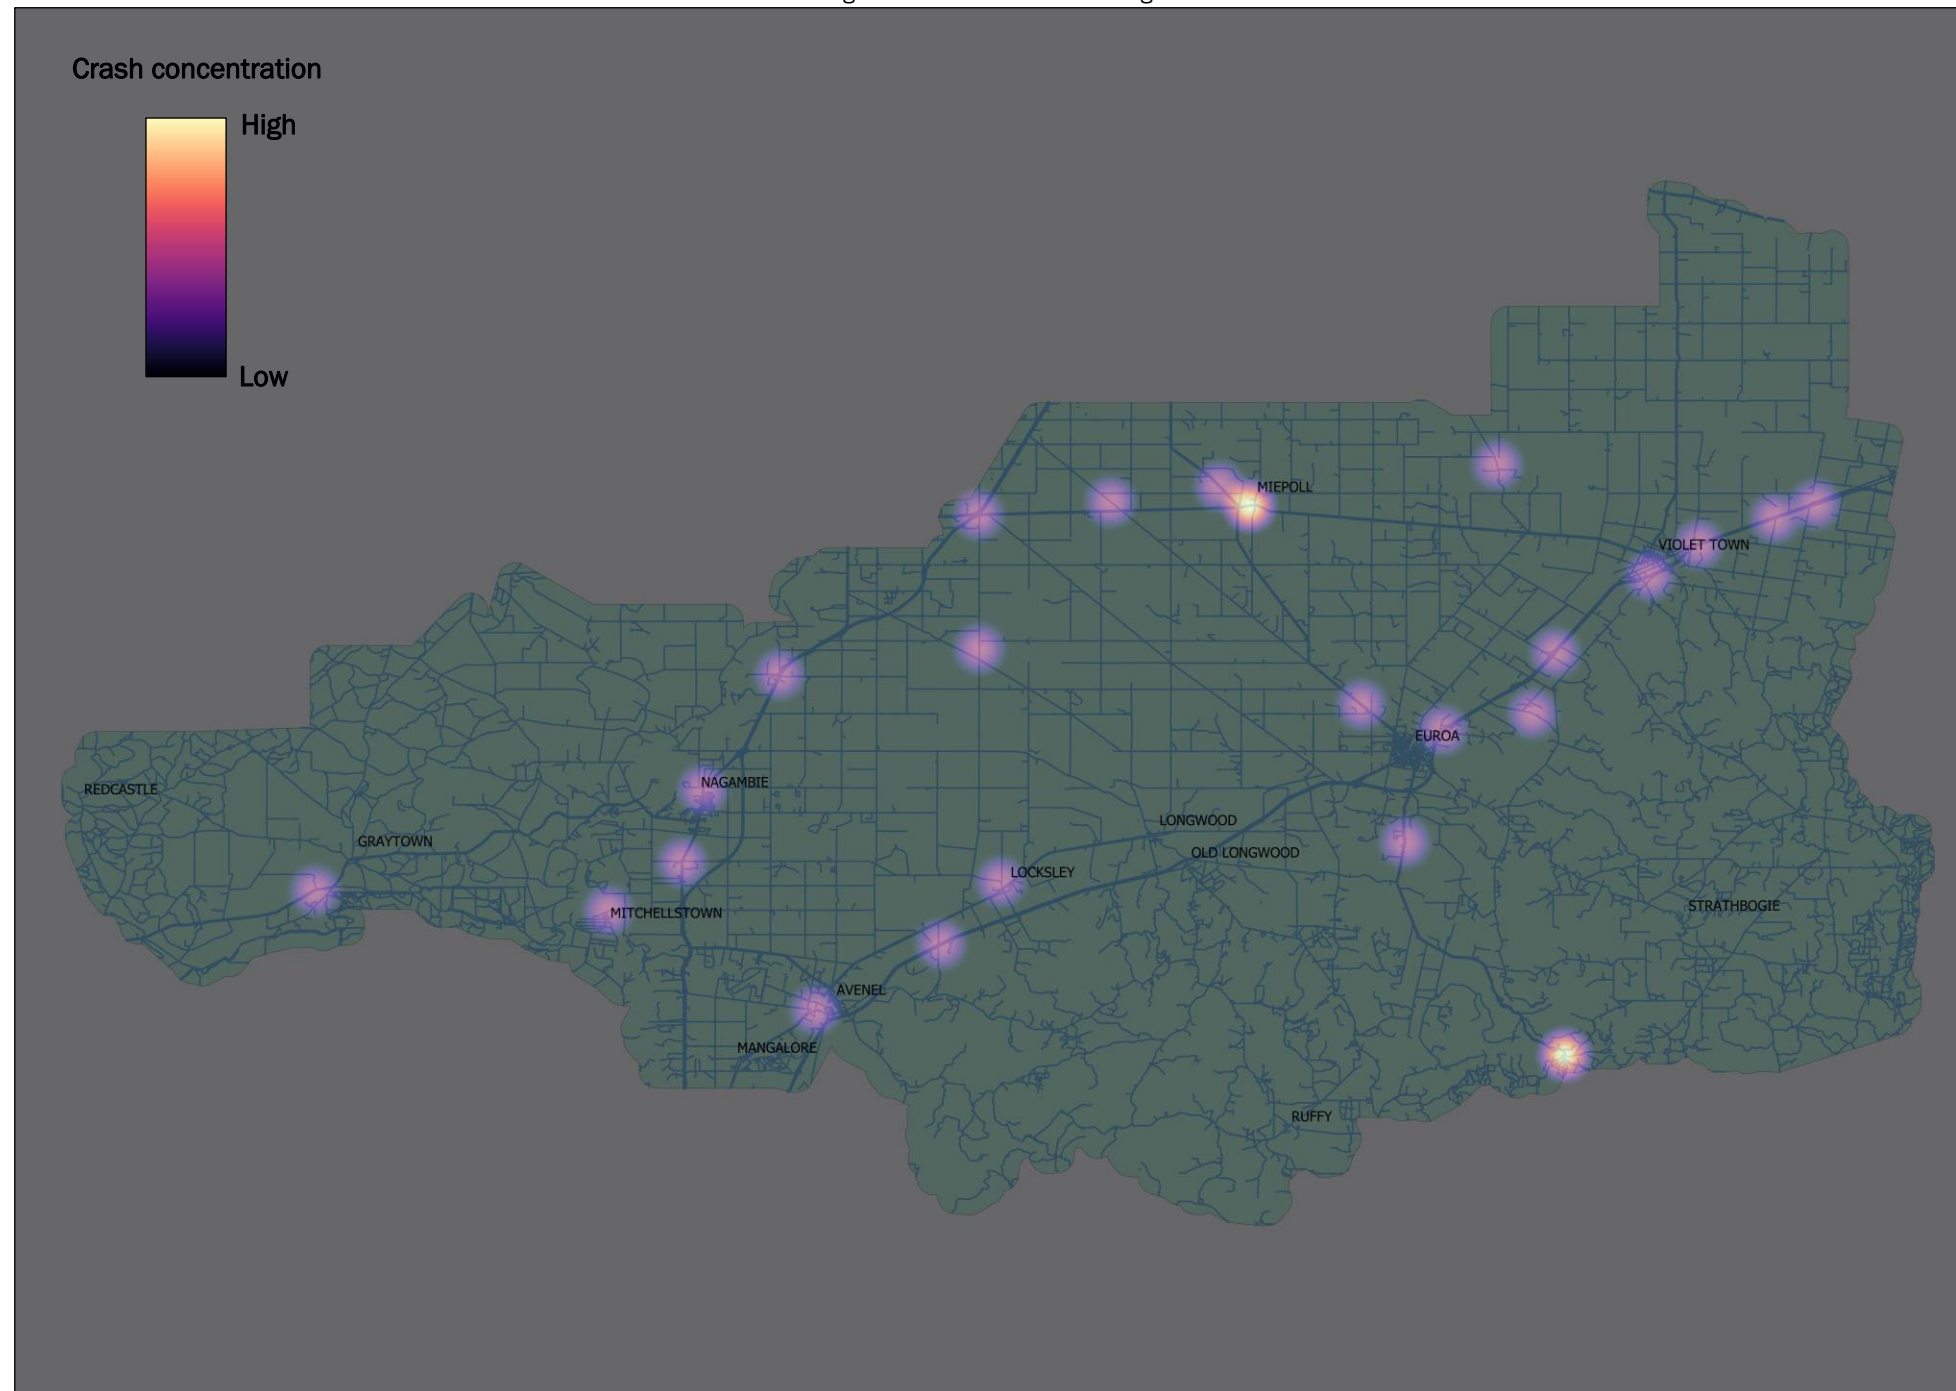 Crash concentration
High
Low
MIEPOLL
VIOLET TOWN
EUROA
NAGAMBIE
REDCASTLE
LONGWOOD
GRAYTOWN
OLD LONGWOOD
LOCKSLEY
STRATHBOGIE
MITCHELLSTOWN
AVENEL
MANGALORE
RUFFY